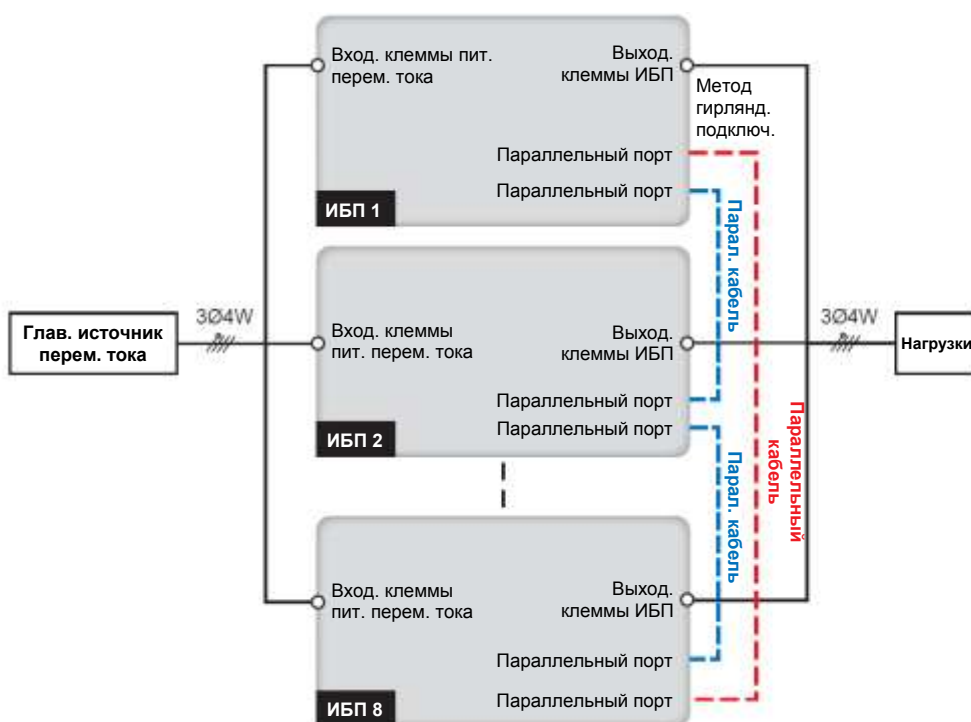 Вход. клеммы пит.
перем. тока
Выход.
клеммы ИБП
Метод
гирлянд.
подключ.
Параллельный порт
Параллельный порт
ИБП 1
Парал. кабель
Глав. источник
перем. тока
3Ø4W
Вход. клеммы
пит. перем. тока
Выход.
клеммы ИБП
3Ø4W
Нагрузки
Параллельный порт
Параллельный порт
ИБП 2
Парал. кабель
Параллельный
кабель
Вход. клеммы
пит. перем. тока
Выход.
клеммы ИБП
Параллельный порт
Параллельный порт
ИБП 8